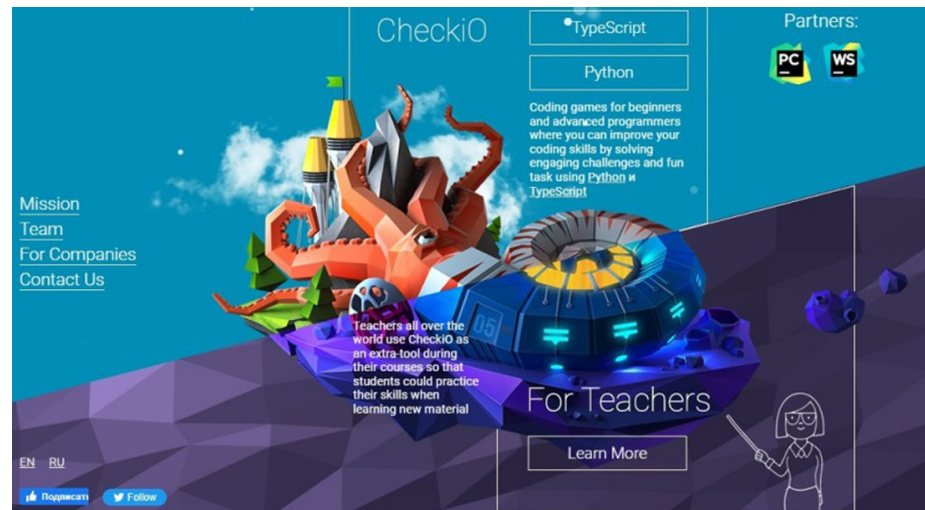 CheckiO
TypeScript
Python
Coding games for beginners
and advanced programmers
where you can improve your
coding skills by solving
engaging challenges and fun
task using Python и
TypeScript
Partners:
PC
WS
Mission
Team
For Companies
Contact Us
05
Teachers all over the
world use CheckiO as
an extra-tool during
their courses so that
students could practice
their skills when
learning new material
For Teachers
Learn More
EN RU
Подписать
Follow